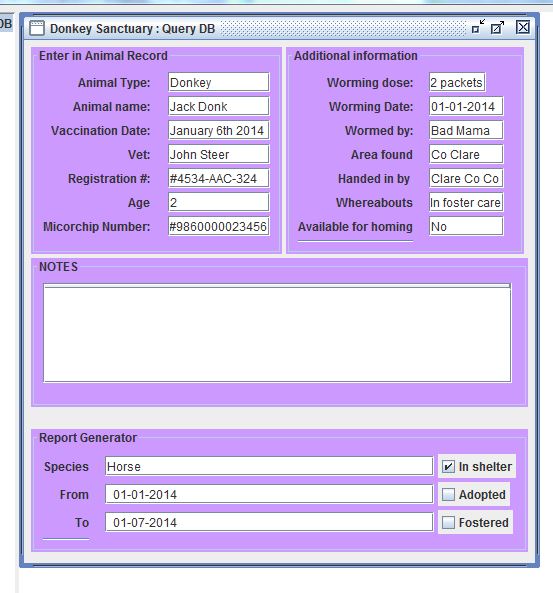 DB
Donkey Sanctuary : Query DB
Enter in Animal Record
Animal Type: Donkey
Animal name: Jack Donk
Vaccination Date: January 6th 2014
Vet: John Steer
Registration #: #4534-AAC-324
Age 2
Micorchip Number: #9860000023456
Additional information
Worming dose: 2 packets
Worming Date: 01-01-2014
Wormed by: Bad Mama
Area found Co Clare
Handed in by Clare Co Co
Whereabouts In foster care
Available for homing No
NOTES
Report Generator
Species Horse In shelter
From 01-01-2014 Adopted
To 01-07-2014 Fostered